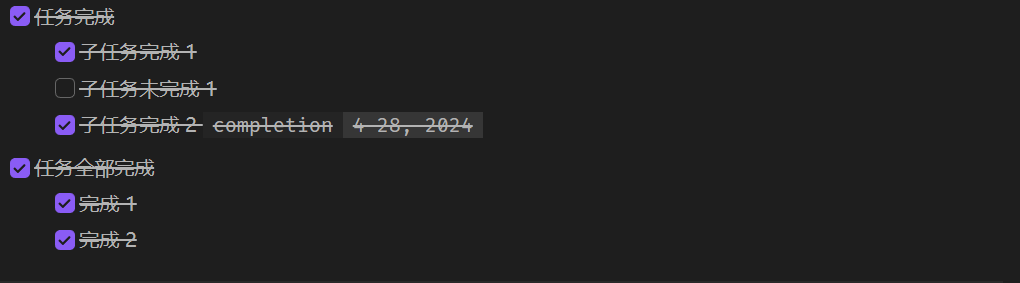 任务完成
子任务完成 1
子任务未完成 1
子任务完成 2 completion 4 28, 2024
任务全部完成
完成 1
完成 2